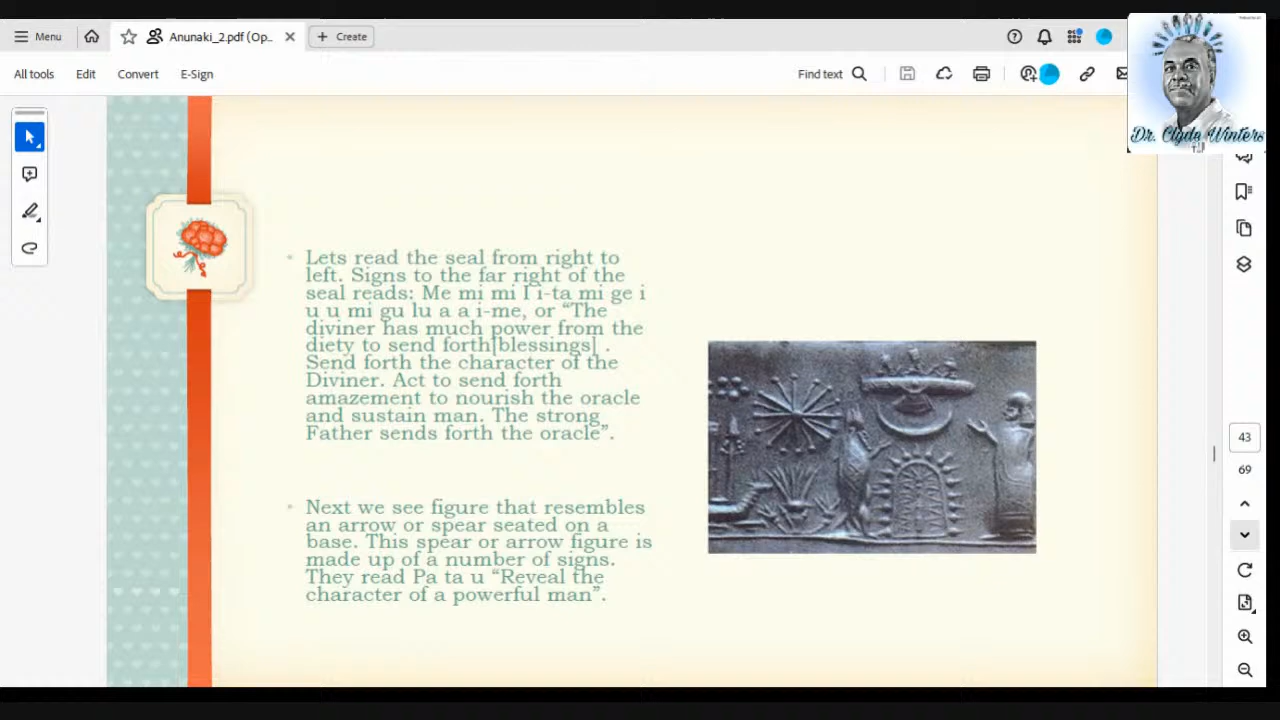 Menu
Anunaki_2.pdf (Op...
Create
All tools
Edit
Convert
E-Sign
Find text
Dr. Clyde Winters
Lets read the seal from right to
left. Signs to the far right of the
seal reads: Me mi mi I i-ta mi ge i
u u mi gu lu a a i-me, or “The
diviner has much power from the
diety to send forth[blessings] .
Send forth the character of the
Diviner. Act to send forth
amazement to nourish the oracle
and sustain man. The strong
Father sends forth the oracle”.
Next we see figure that resembles
an arrow or spear seated on a
base. This spear or arrow figure is
made up of a number of signs.
They read Pa ta u “Reveal the
character of a powerful man”.
43
69